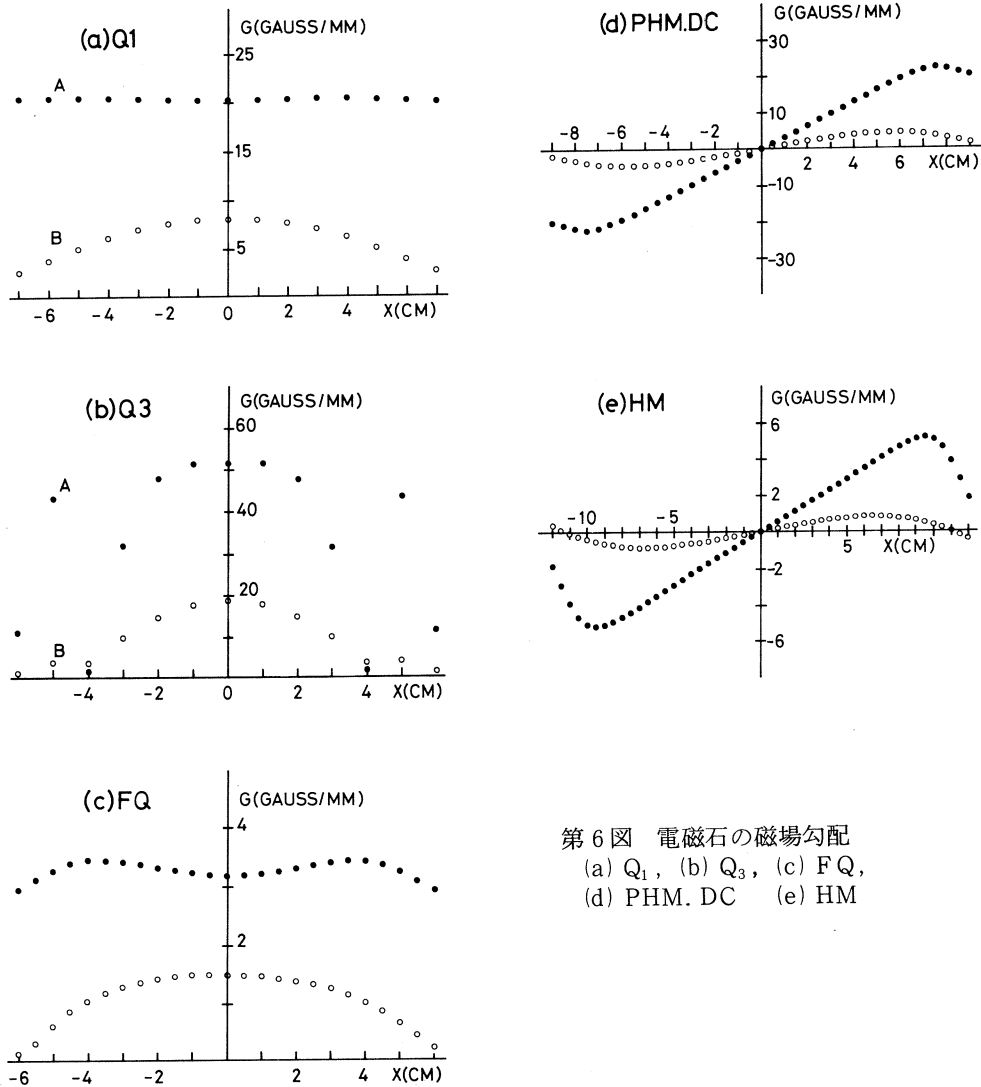 (a)Q1
G(GAUSS/MM)
25
15
5
A
B
-6 -4 -2 0 2 4 X(CM)
(b)Q3
G(GAUSS/MM)
60
40
20
A
B
-4 -2 0 2 4 X(CM)
(c)FQ
G(GAUSS/MM)
4
2
-6 -4 -2 2 4 X(CM)
(d)PHM.DC
G(GAUSS/MM)
30
10
-8 -6 -4 -2
2 4 6 X(CM)
-10
-30
(e)HM
G(GAUSS/MM)
6
2
-10 -5
5 X(CM)
-2
-6
第6図 電磁石の磁場勾配
(a) Q₁, (b) Q₃, (c) FQ,
(d) PHM. DC (e) HM